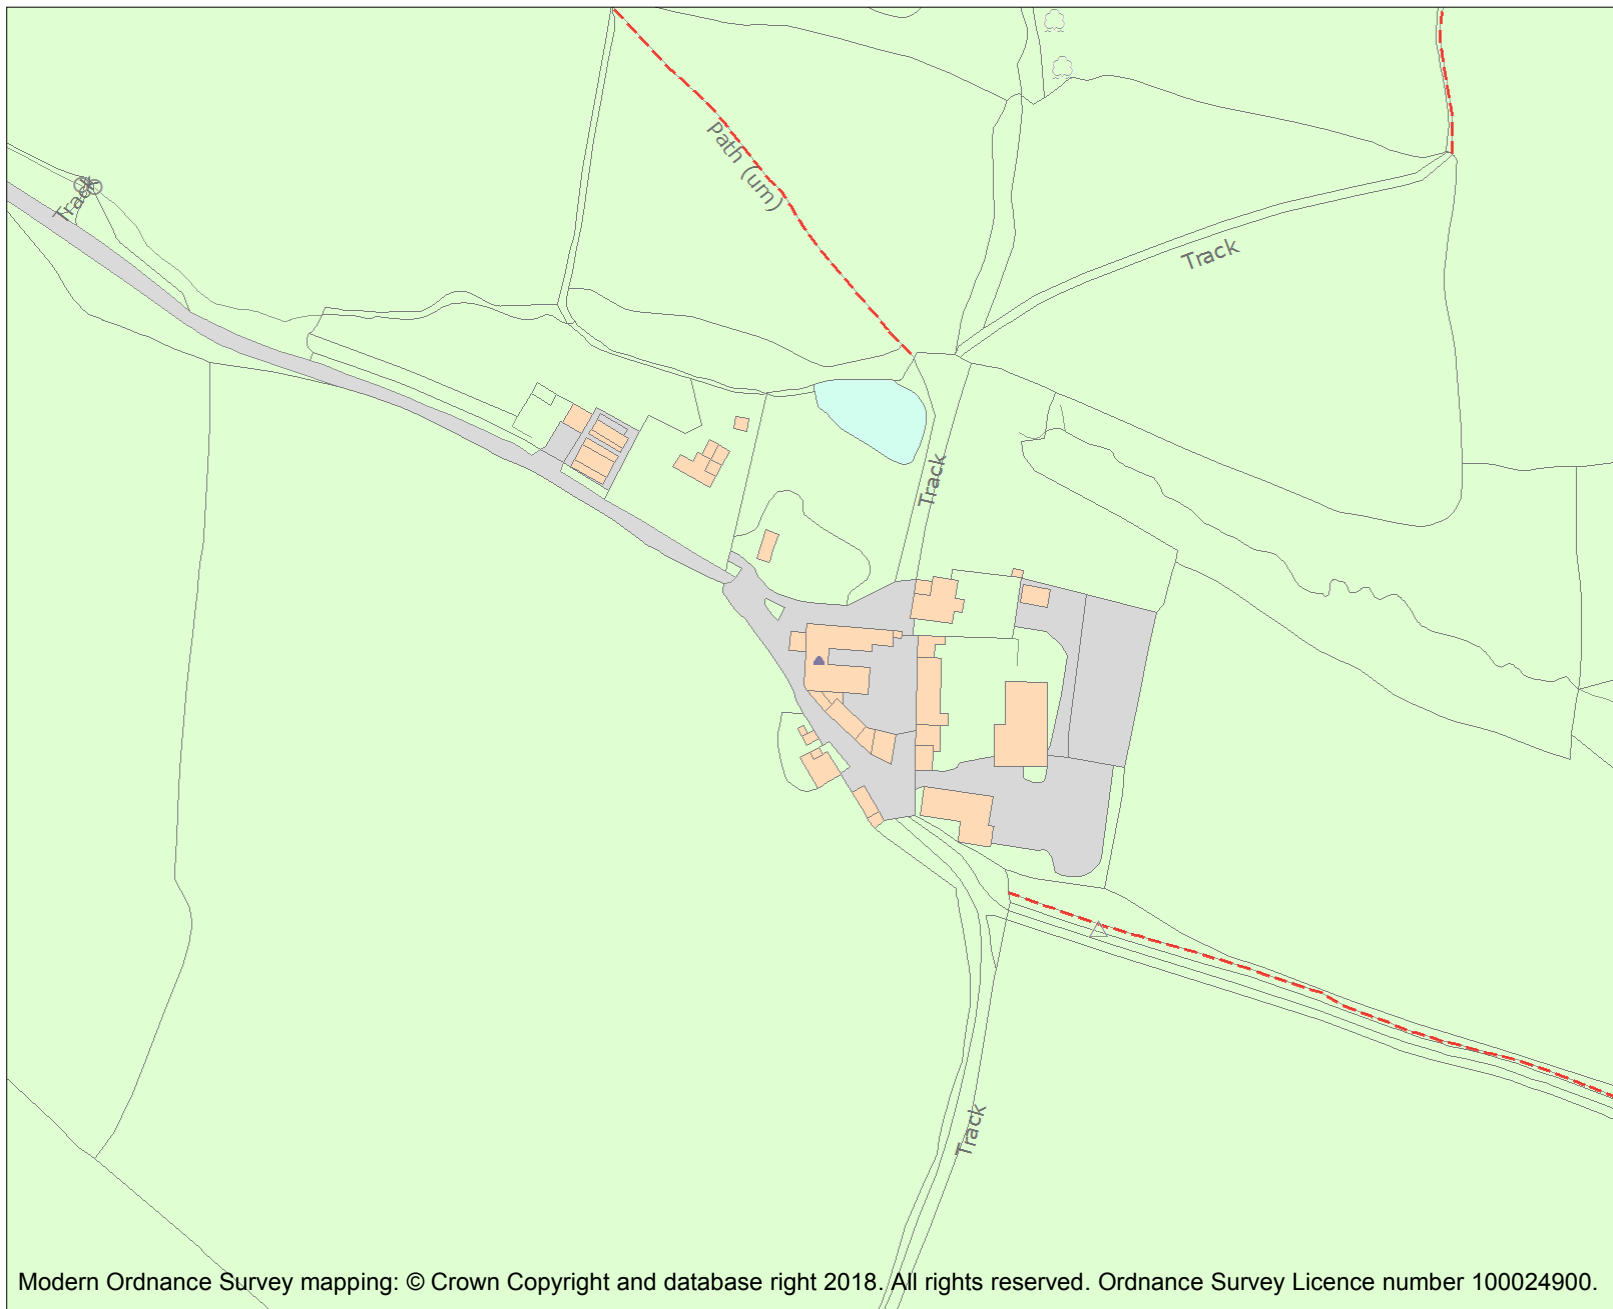 Path (um)
Track
Track
Track
Track
Modern Ordnance Survey mapping: © Crown Copyright and database right 2018. All rights reserved. Ordnance Survey Licence number 100024900.